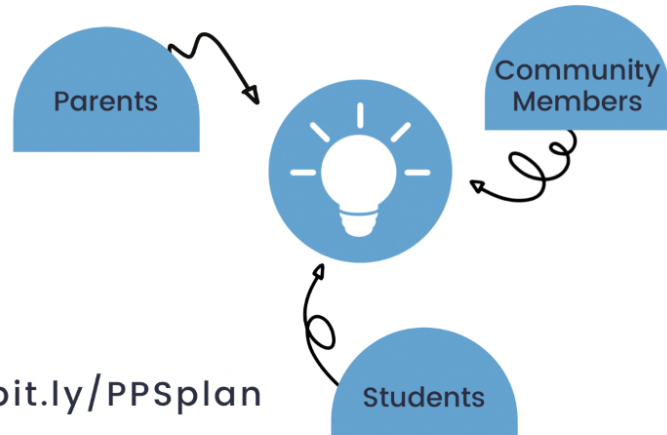 Parents
Community
Members
bit.ly/PPSplan
Students